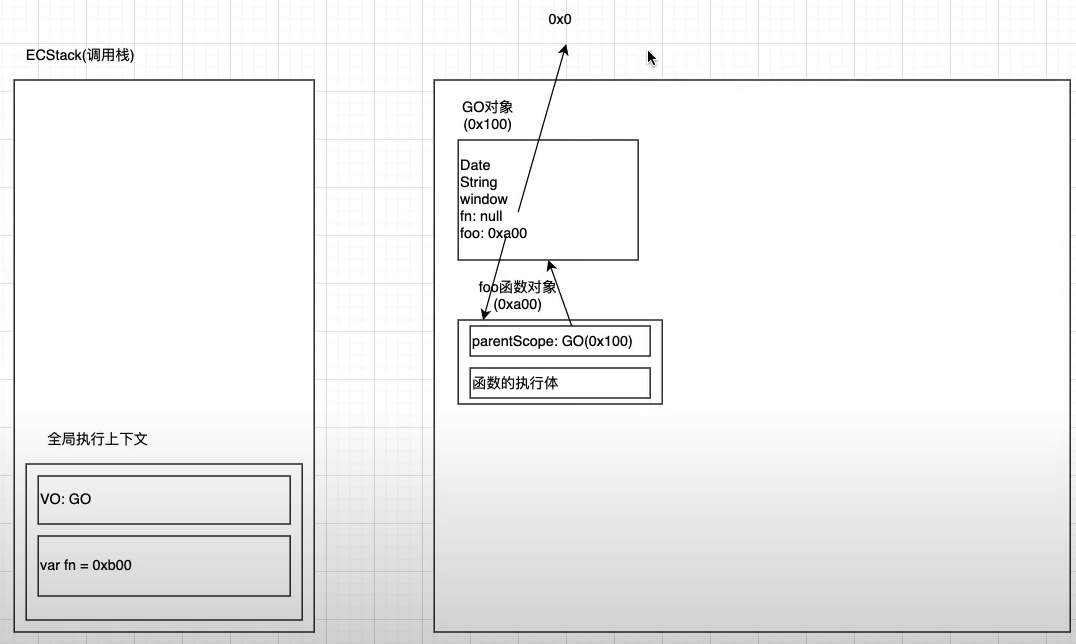 0x0
ECStack(调用栈)
GO对象
(0x100)
Date
String
window
fn: null
foo: 0xa00
foo函数对象
(0xa00)
parentScope: GO(0x100)
函数的执行体
全局执行上下文
VO: GO
var fn = 0xb00